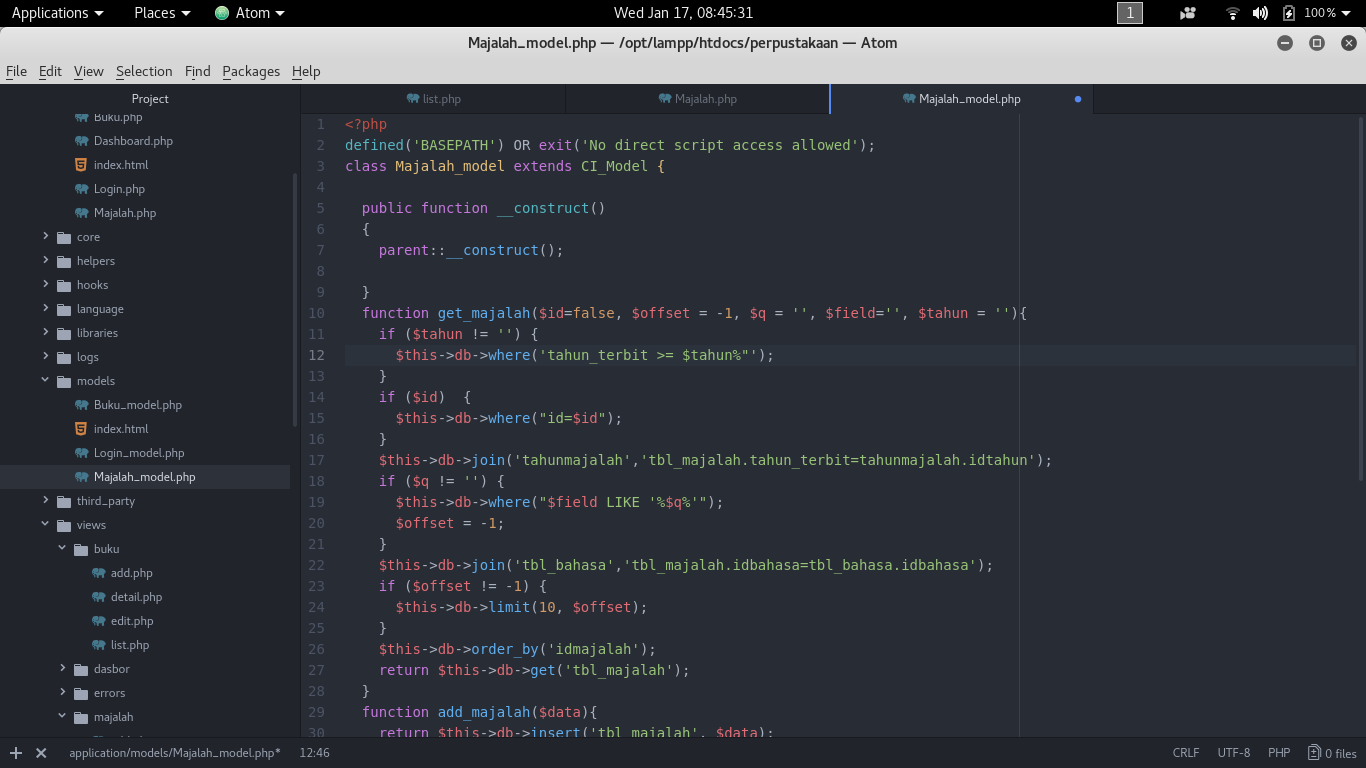 Applications Places Atom Wed Jan 17, 08:45:31 1 100%
Majalah_model.php — /opt/lampp/htdocs/perpustakaan — Atom
File Edit View Selection Find Packages Help
Project
Buku.php
Dashboard.php
index.html
Login.php
Majalah.php
core
helpers
hooks
language
libraries
logs
models
Buku_model.php
index.html
Login_model.php
Majalah_model.php
third_party
views
buku
add.php
detail.php
edit.php
list.php
dasbor
errors
majalah
list.php Majalah.php Majalah_model.php
1 <?php
2 defined('BASEPATH') OR exit('No direct script access allowed');
3 class Majalah_model extends CI_Model {
4
5 public function __construct()
6 {
7 parent::__construct();
8
9 }
10 function get_majalah($id=false, $offset = -1, $q = '', $field='', $tahun = ''){
11 if ($tahun != '') {
12 $this->db->where('tahun_terbit >= $tahun%"');
13 }
14 if ($id)  {
15 $this->db->where("id=$id");
16 }
17 $this->db->join('tahunmajalah','tbl_majalah.tahun_terbit=tahunmajalah.idtahun');
18 if ($q != '') {
19 $this->db->where("$field LIKE '%$q%'");
20 $offset = -1;
21 }
22 $this->db->join('tbl_bahasa','tbl_majalah.idbahasa=tbl_bahasa.idbahasa');
23 if ($offset != -1) {
24 $this->db->limit(10, $offset);
25 }
26 $this->db->order_by('idmajalah');
27 return $this->db->get('tbl_majalah');
28 }
29 function add_majalah($data){
30 return $this->db->insert('tbl_majalah', $data);
application/models/Majalah_model.php* 12:46 CRLF UTF-8 PHP 0 files